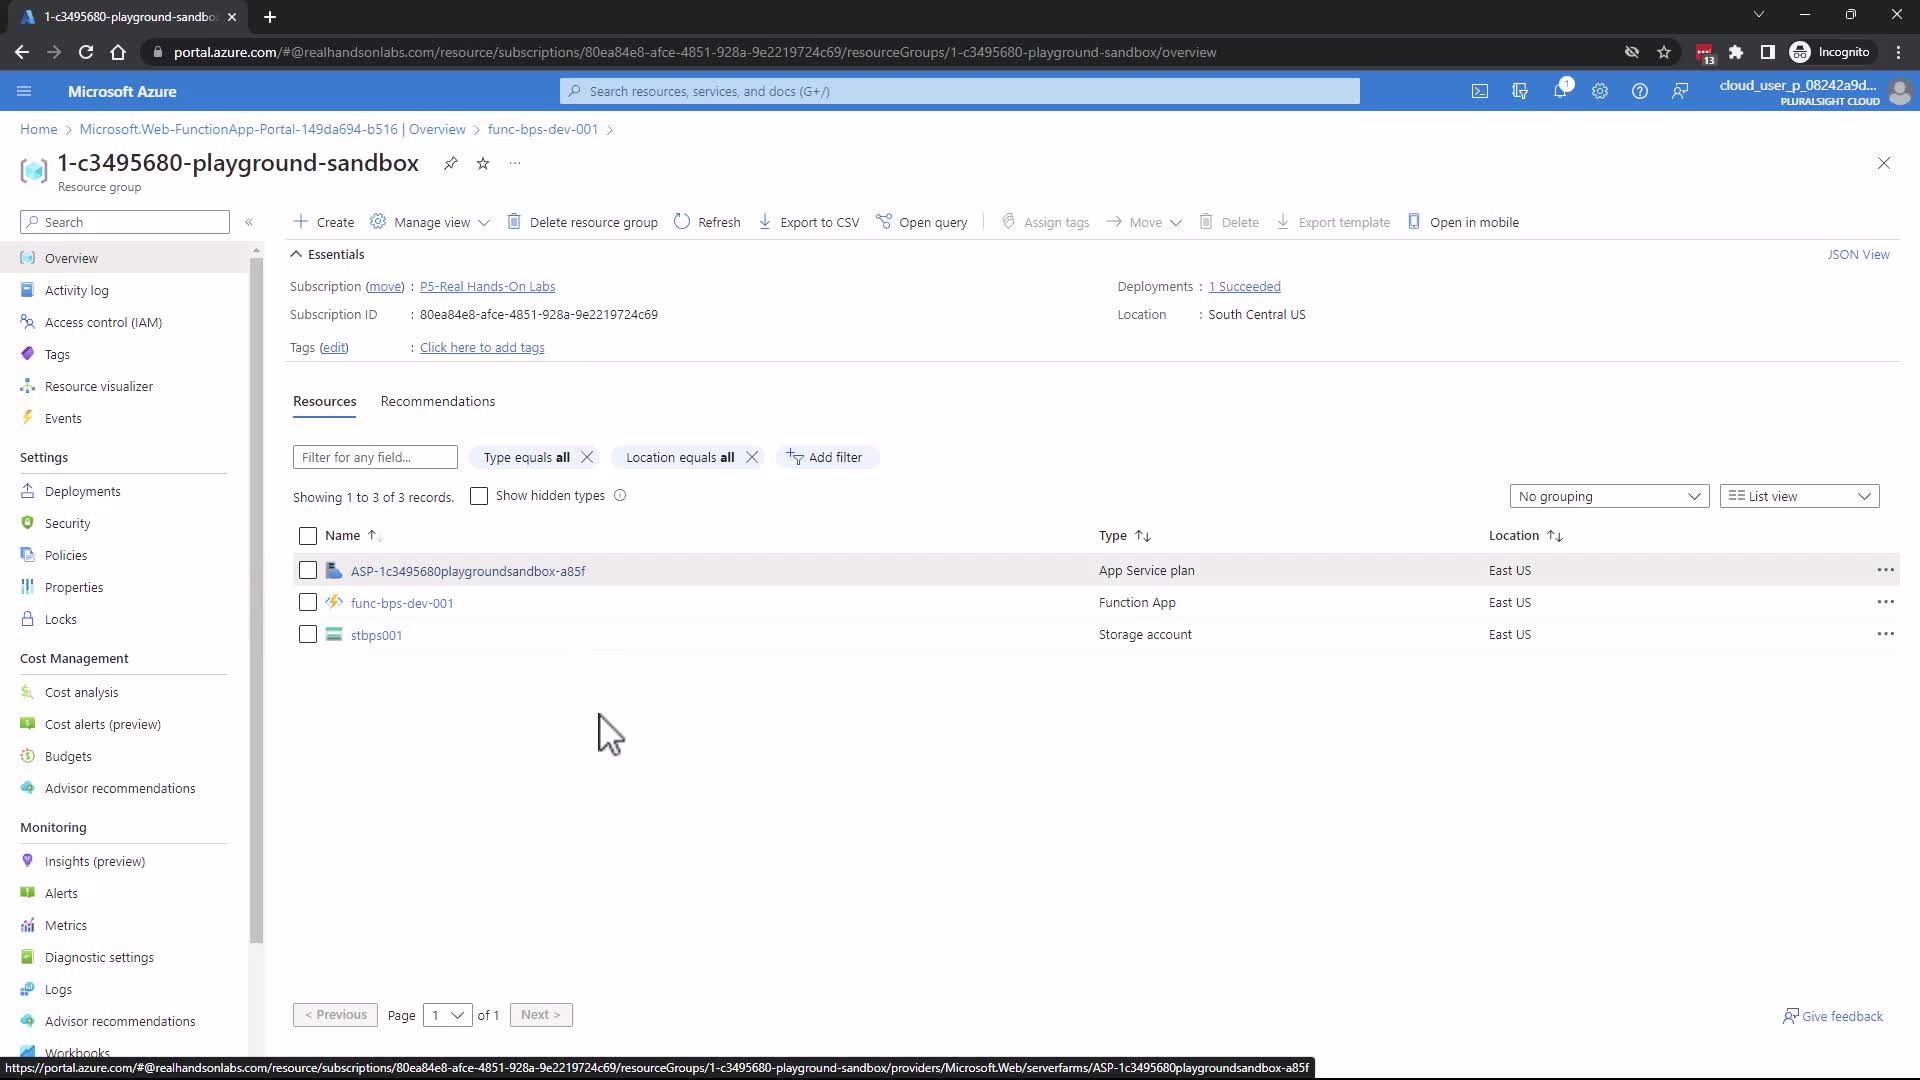 1-c3495680-playground-sandbo
portal.azure.com/#@realhandsonlabs.com/resource/subscriptions/80ea84e8-afce-4851-928a-9e2219724c69/resourceGroups/1-c3495680-playground-sandbox/overview
13
Incognito
Microsoft Azure
Search resources, services, and docs (G+/)
1
cloud_user_p_08242a9d...
PLURALSIGHT CLOUD
Home > Microsoft.Web-FunctionApp-Portal-149da694-b516 | Overview > func-bps-dev-001 >
1-c3495680-playground-sandbox
Resource group
Search
Overview
Activity log
Access control (IAM)
Tags
Resource visualizer
Events
Settings
Deployments
Security
Policies
Properties
Locks
Cost Management
Cost analysis
Cost alerts (preview)
Budgets
Advisor recommendations
Monitoring
Insights (preview)
Alerts
Metrics
Diagnostic settings
Logs
Advisor recommendations
Workbooks
Create Manage view Delete resource group Refresh Export to CSV Open query Assign tags Move Delete Export template Open in mobile
Essentials
JSON View
Subscription (move) : P5-Real Hands-On Labs
Deployments : 1 Succeeded
Subscription ID : 80ea84e8-afce-4851-928a-9e2219724c69
Location : South Central US
Tags (edit) : Click here to add tags
Resources Recommendations
Filter for any field... Type equals all Location equals all Add filter
Showing 1 to 3 of 3 records. Show hidden types
No grouping List view
Name Type Location
ASP-1c3495680playgroundsandbox-a85f App Service plan East US
func-bps-dev-001 Function App East US
stbps001 Storage account East US
< Previous Page 1 of 1 Next >
Give feedback
https://portal.azure.com/#@realhandsonlabs.com/resource/subscriptions/80ea84e8-afce-4851-928a-9e2219724c69/resourceGroups/1-c3495680-playground-sandbox/providers/Microsoft.Web/serverfarms/ASP-1c3495680playgroundsandbox-a85f